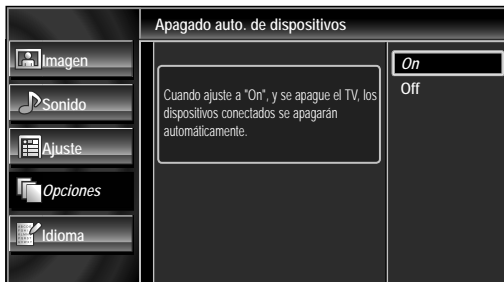 Apagado auto. de dispositivos
Imagen
Sonido
Ajuste
Opciones
Idioma
Cuando ajuste a "On", y se apague el TV, los
dispositivos conectados se apagarán
automáticamente.
On
Off